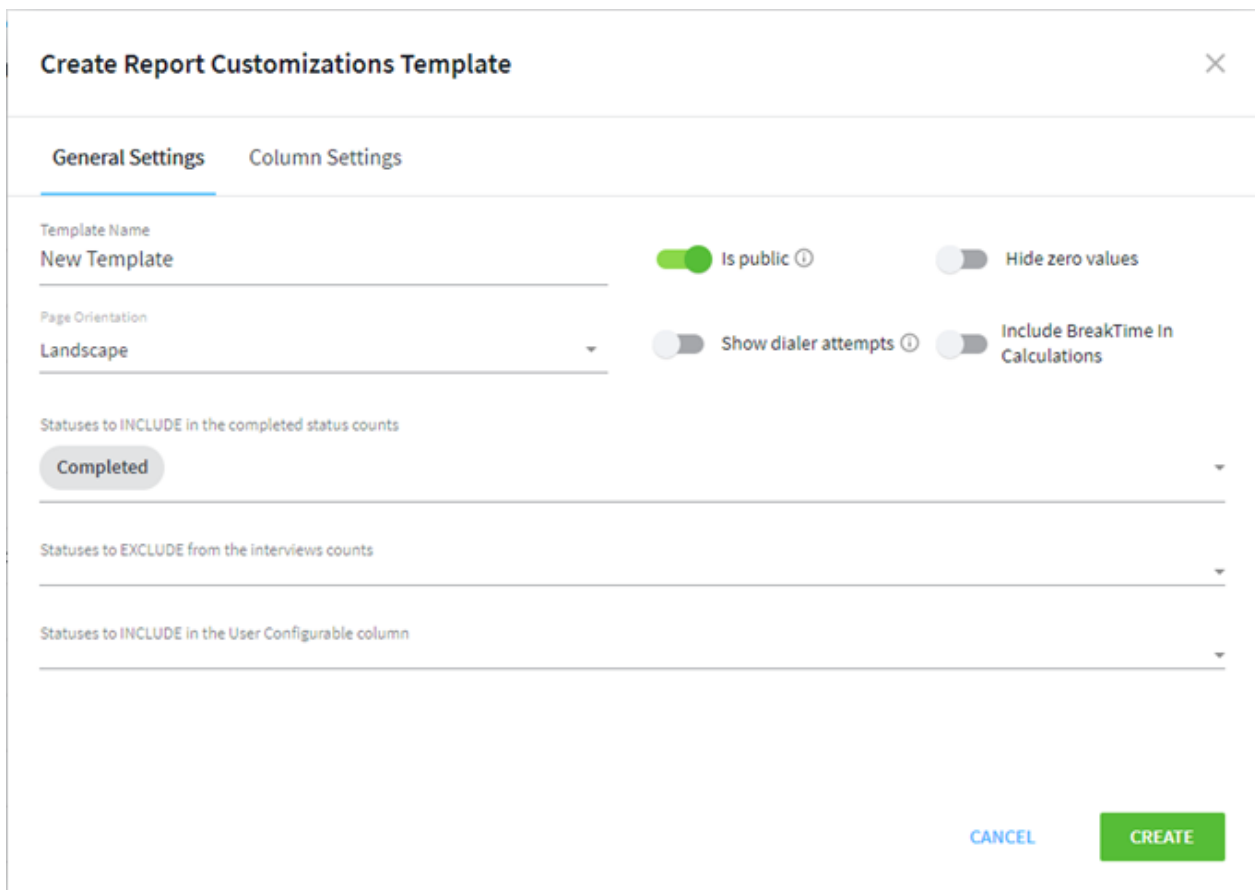 Create Report Customizations Template
General Settings
Column Settings
Template Name
New Template
Is public
Hide zero values
Page Orientation
Landscape
Show dialer attempts
Include BreakTime In
Calculations
Statuses to INCLUDE in the completed status counts
Completed
Statuses to EXCLUDE from the interviews counts
Statuses to INCLUDE in the User Configurable column
CANCEL
CREATE